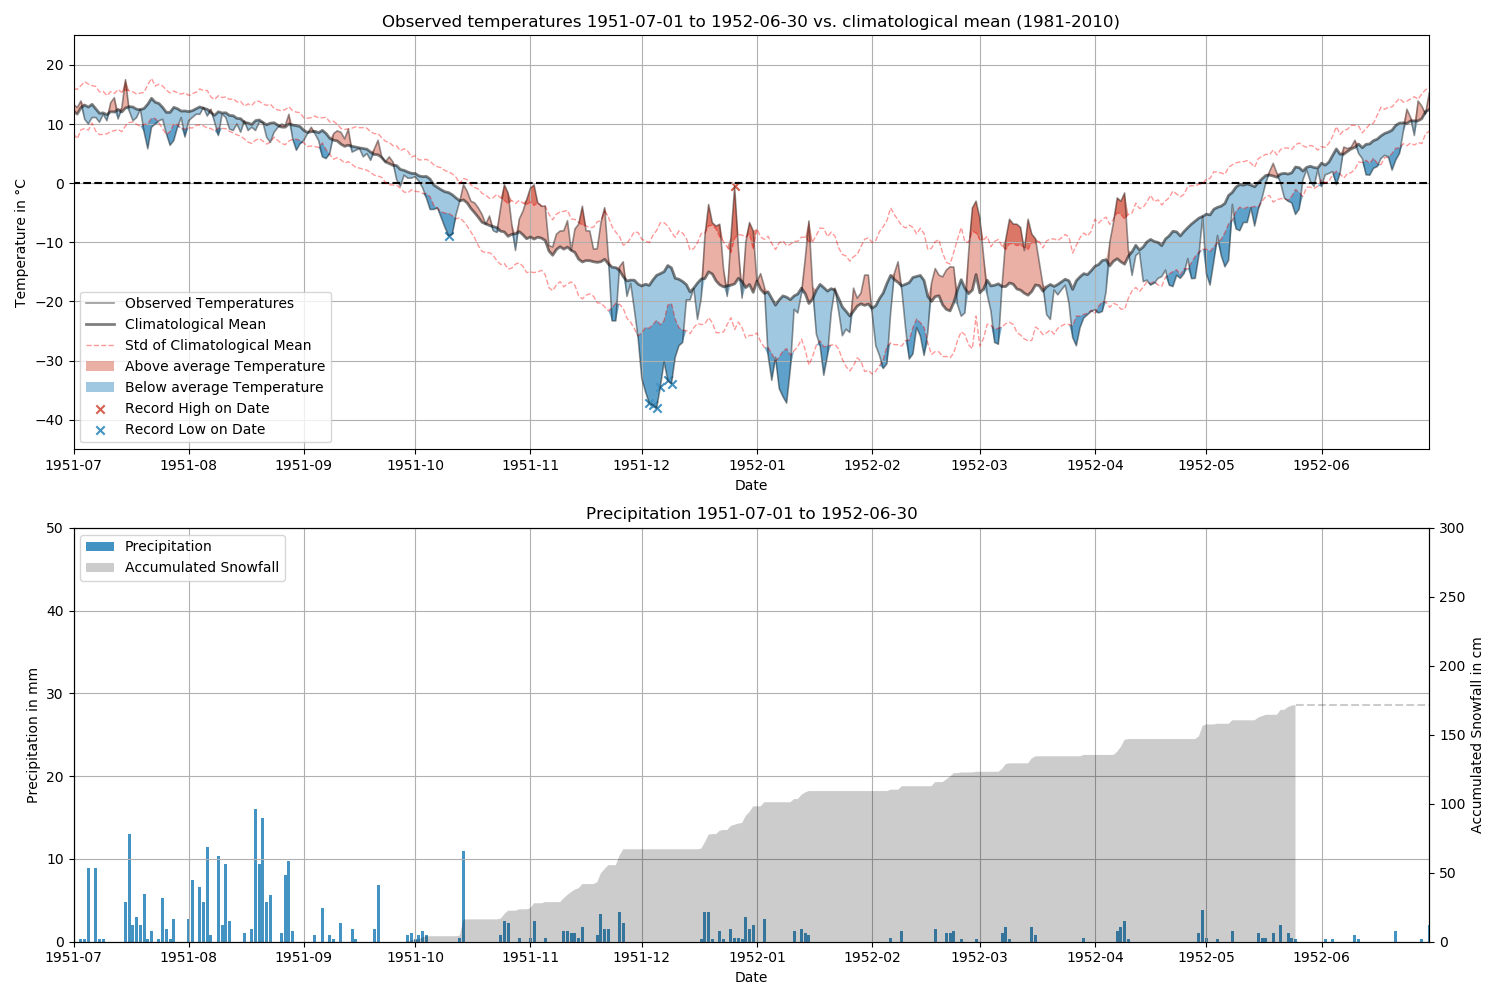 Observed temperatures 1951-07-01 to 1952-06-30 vs. climatological mean (1981-2010)
Temperature in °C
20
10
0
−10
−20
−30
−40
Observed Temperatures
Climatological Mean
Std of Climatological Mean
Above average Temperature
Below average Temperature
Record High on Date
Record Low on Date
1951-07 1951-08 1951-09 1951-10 1951-11 1951-12 1952-01 1952-02 1952-03 1952-04 1952-05 1952-06
Date
Precipitation 1951-07-01 to 1952-06-30
Precipitation in mm
50
40
30
20
10
0
Precipitation
Accumulated Snowfall
300
250
200
150
100
50
0
Accumulated Snowfall in cm
1951-07 1951-08 1951-09 1951-10 1951-11 1951-12 1952-01 1952-02 1952-03 1952-04 1952-05 1952-06
Date